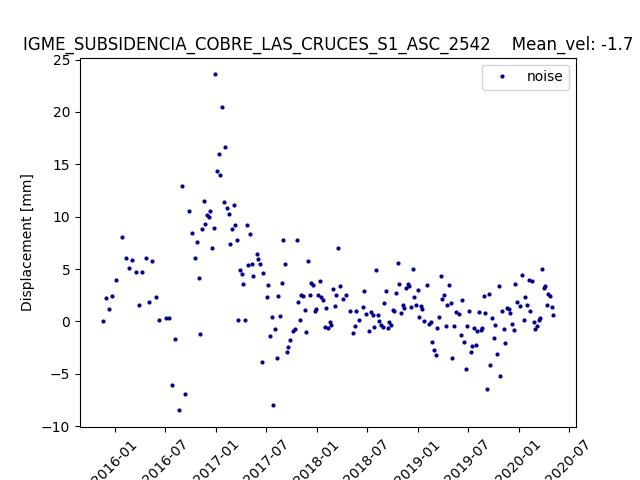 IGME_SUBSIDENCIA_COBRE_LAS_CRUCES_S1_ASC_2542    Mean_vel: -1.7
noise
Displacement [mm]
25
20
15
10
5
0
−5
−10
2016-01 2016-07 2017-01 2017-07 2018-01 2018-07 2019-01 2019-07 2020-01 2020-07